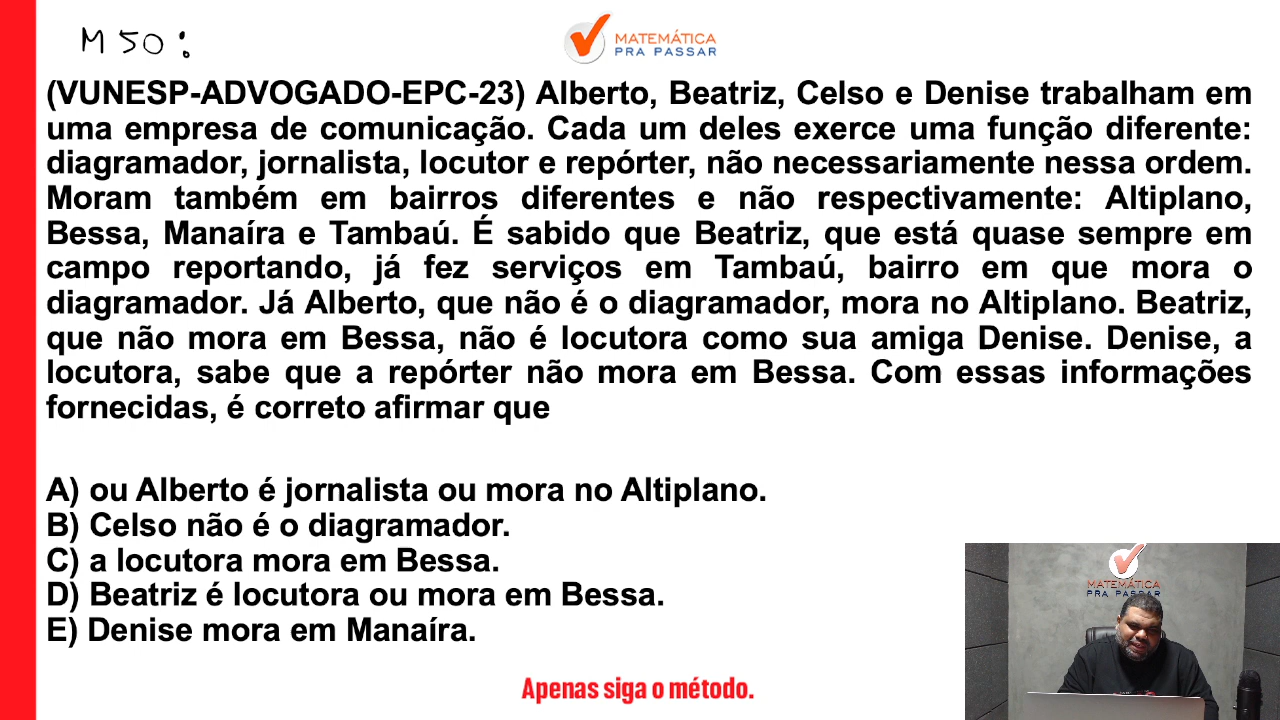 M 50:
MATEMÁTICA
PRA PASSAR
(VUNESP-ADVOGADO-EPC-23) Alberto, Beatriz, Celso e Denise trabalham em
uma empresa de comunicação. Cada um deles exerce uma função diferente:
diagramador, jornalista, locutor e repórter, não necessariamente nessa ordem.
Moram também em bairros diferentes e não respectivamente: Altiplano,
Bessa, Manaíra e Tambaú. É sabido que Beatriz, que está quase sempre em
campo reportando, já fez serviços em Tambaú, bairro em que mora o
diagramador. Já Alberto, que não é o diagramador, mora no Altiplano. Beatriz,
que não mora em Bessa, não é locutora como sua amiga Denise. Denise, a
locutora, sabe que a repórter não mora em Bessa. Com essas informações
fornecidas, é correto afirmar que
A) ou Alberto é jornalista ou mora no Altiplano.
B) Celso não é o diagramador.
C) a locutora mora em Bessa.
D) Beatriz é locutora ou mora em Bessa.
E) Denise mora em Manaíra.
MATEMÁTICA
PRA PASSAR
Apenas siga o método.